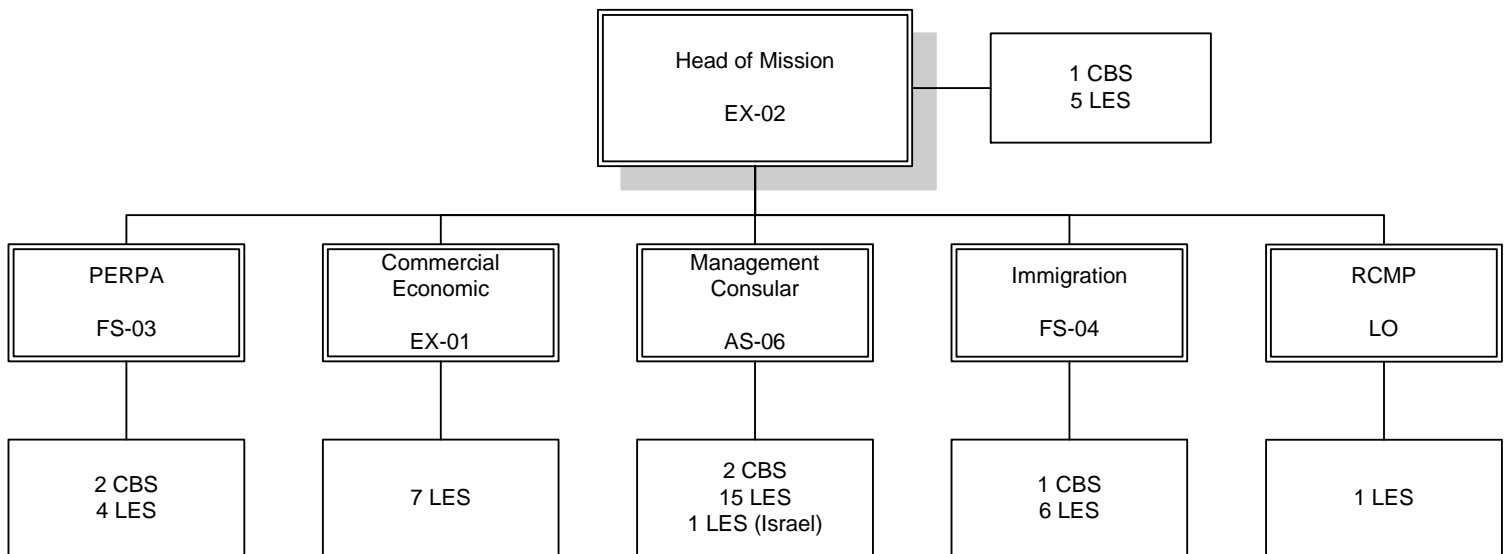 Head of Mission
EX-02
1 CBS
5 LES
PERPA
FS-03
Commercial
Economic
EX-01
Management
Consular
AS-06
Immigration
FS-04
RCMP
LO
2 CBS
4 LES
7 LES
2 CBS
15 LES
1 LES (Israel)
1 CBS
6 LES
1 LES